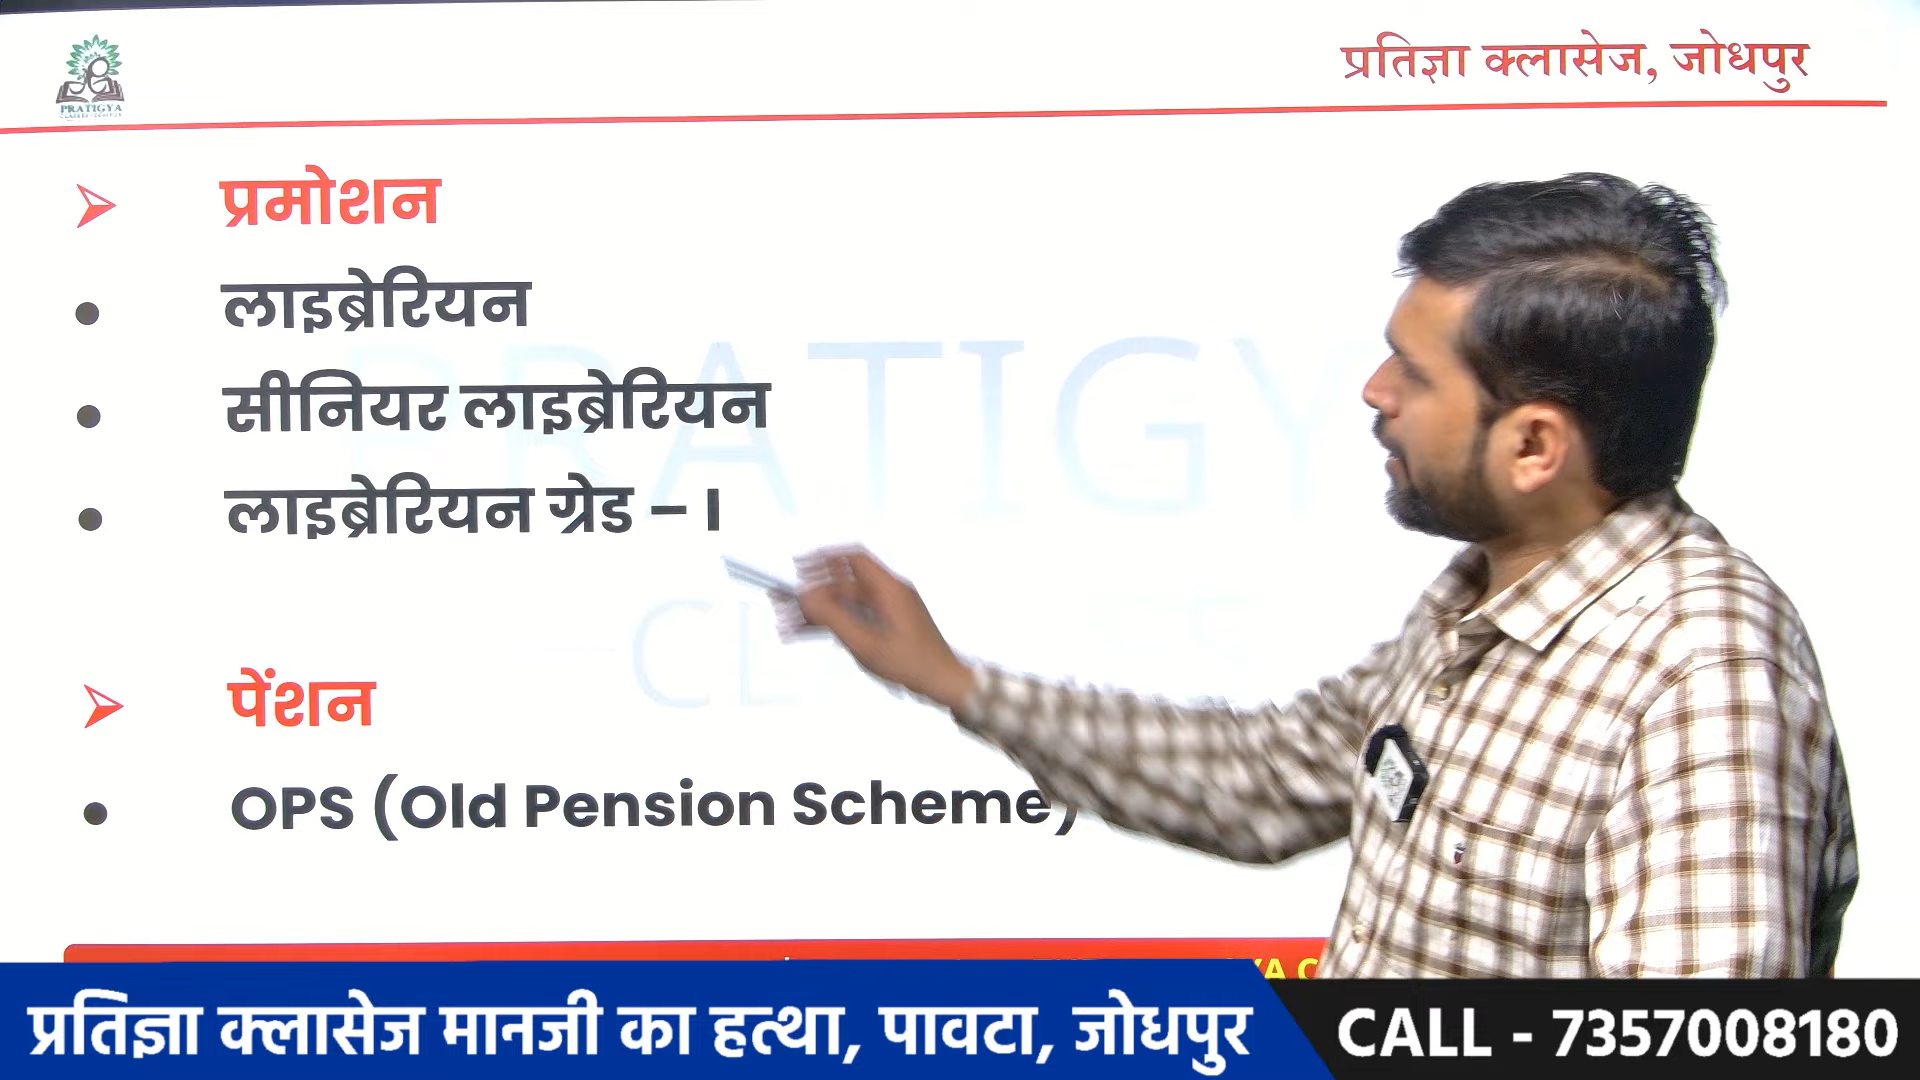 PRATIGYA
प्रतिज्ञा क्लासेज, जोधपुर
प्रमोशन
लाइब्रेरियन
सीनियर लाइब्रेरियन
लाइब्रेरियन ग्रेड – I
पेंशन
OPS (Old Pension Scheme)
PRATIGY
प्रतिज्ञा क्लासेज मानजी का हत्था, पावटा, जोधपुर
CALL - 7357008180